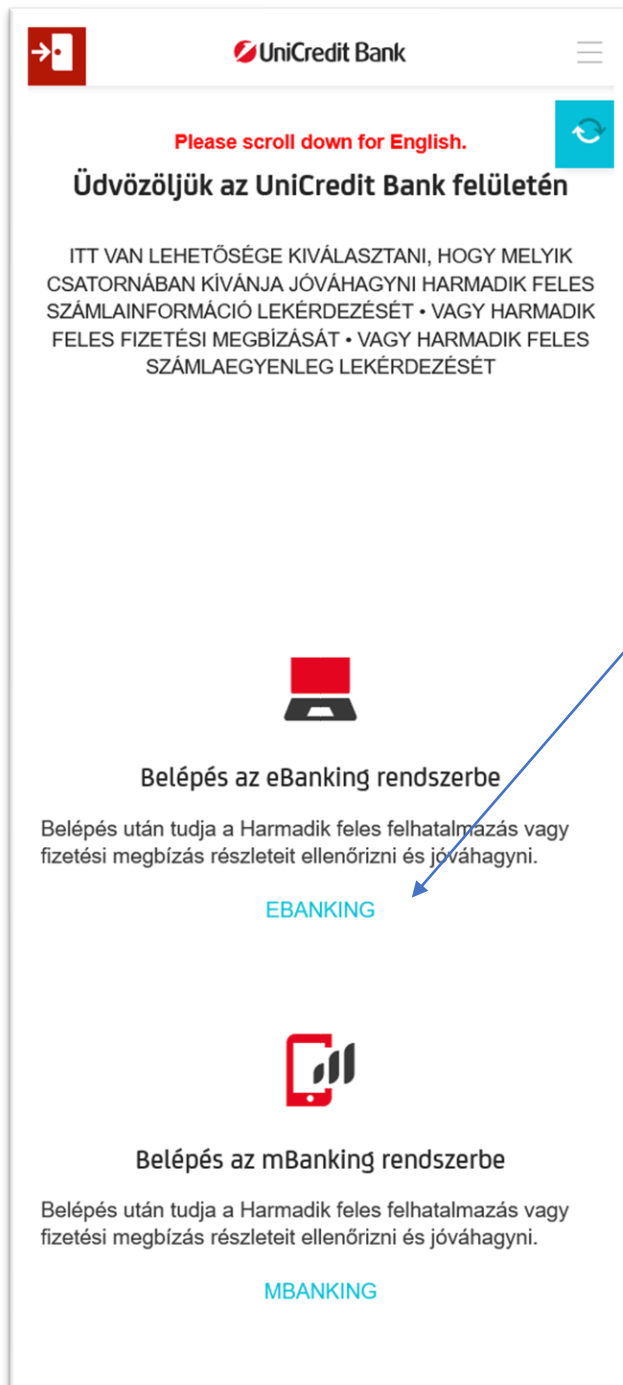 UniCredit Bank
Please scroll down for English.
Üdvözöljük az UniCredit Bank felületén
ITT VAN LEHETŐSÉGE KIVÁLASZTANI, HOGY MELYIK
CSATORNÁBAN KÍVÁNJA JÓVÁHAGYNI HARMADIK FELES
SZÁMLAINFORMÁCIÓ LEKÉRDEZÉSÉT • VAGY HARMADIK
FELES FIZETÉSI MEGBÍZÁSÁT • VAGY HARMADIK FELES
SZÁMLAEGYENLEG LEKÉRDEZÉSÉT
Belépés az eBanking rendszerbe
Belépés után tudja a Harmadik feles felhatalmazás vagy
fizetési megbízás részleteit ellenőrizni és jóváhagyni.
EBANKING
Belépés az mBanking rendszerbe
Belépés után tudja a Harmadik feles felhatalmazás vagy
fizetési megbízás részleteit ellenőrizni és jóváhagyni.
MBANKING